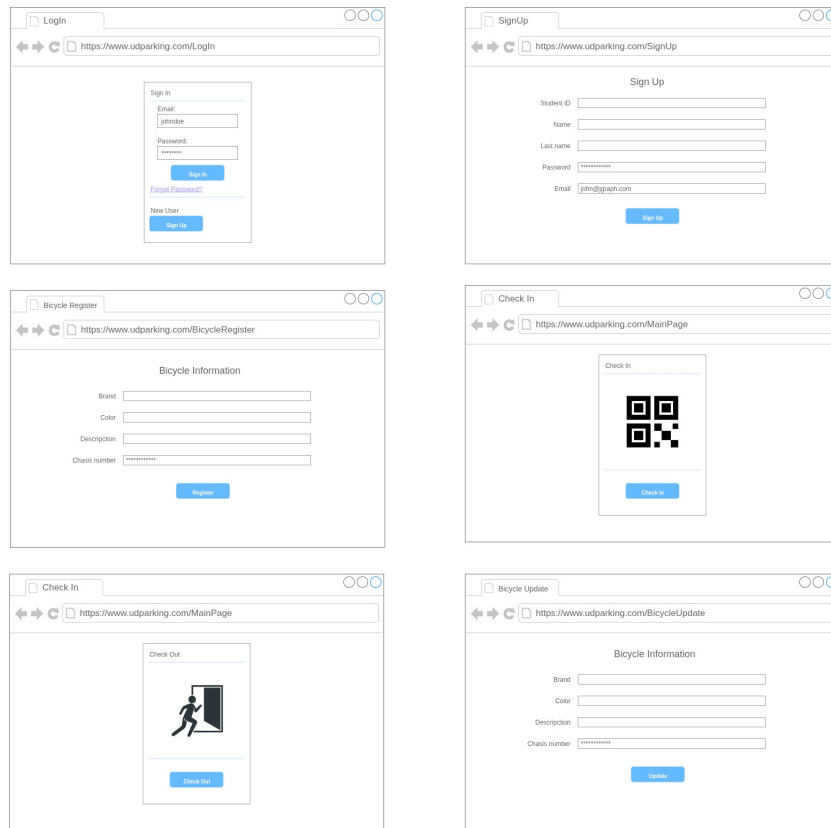 LogIn
https://www.udparking.com/LogIn
Sign In
Email:
johndoe
Password:
********
Sign In
Forgot Password?
New User
Sign Up
SignUp
https://www.udparking.com/SignUp
Sign Up
Student ID
Name
Last name
Password ************
Email john@jgraph.com
Sign Up
Bicycle Register
https://www.udparking.com/BicycleRegister
Bicycle Information
Brand
Color
Descripction
Chasis number ************
Register
Check In
https://www.udparking.com/MainPage
Check In
Check In
Check In
https://www.udparking.com/MainPage
Check Out
Check Out
Bicycle Update
https://www.udparking.com/BicycleUpdate
Bicycle Information
Brand
Color
Descripction
Chasis number ************
Update